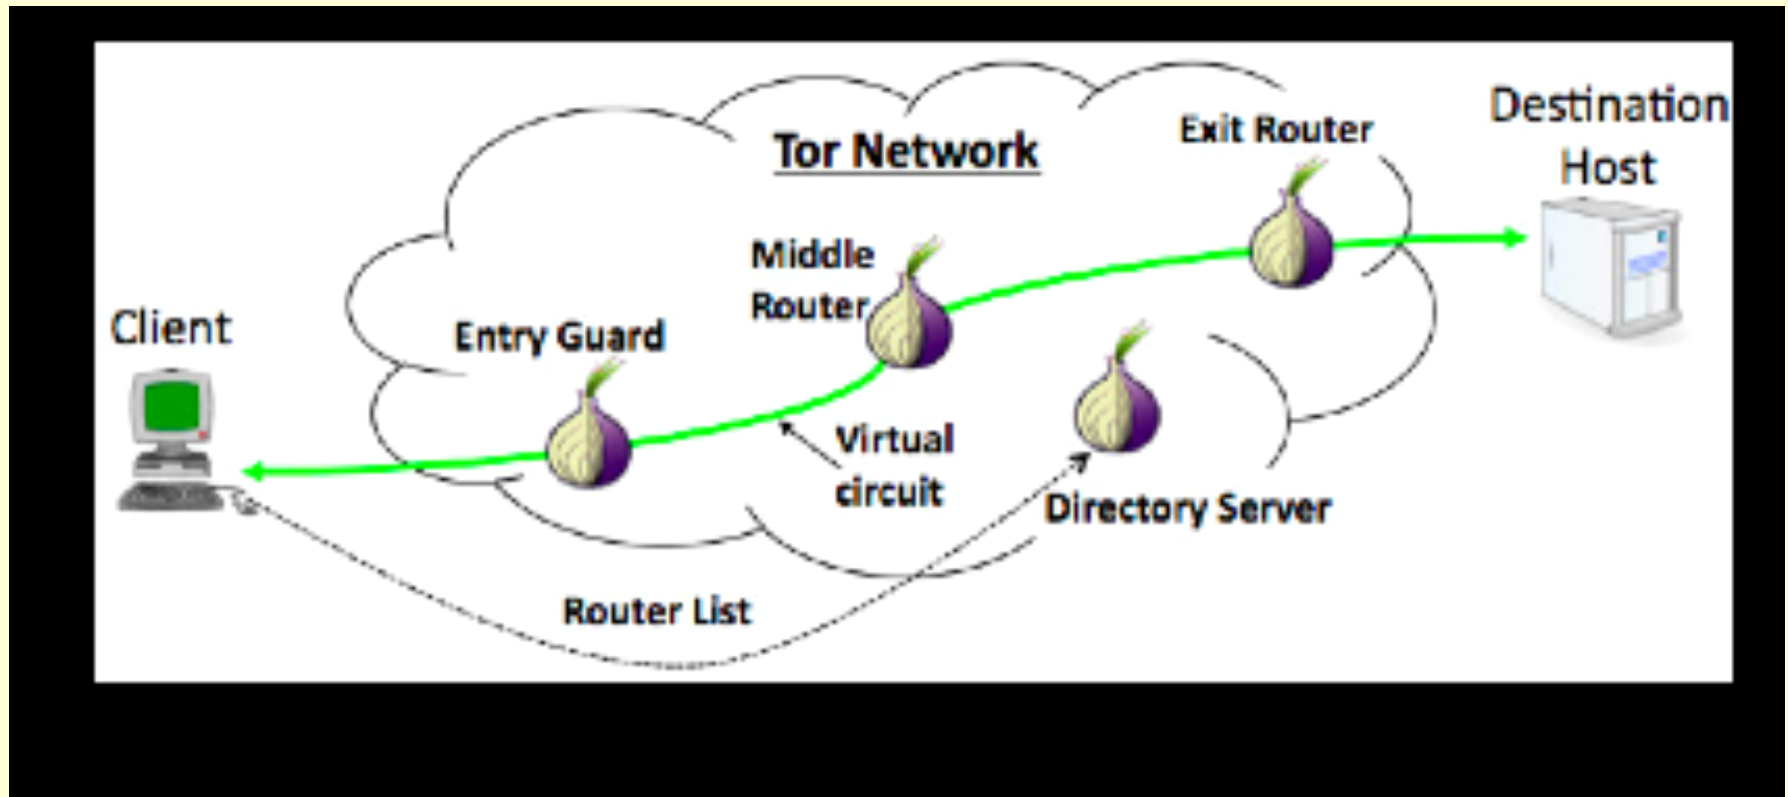 Tor Network
Exit Router
Destination
Host
Middle
Router
Client
Entry Guard
Virtual
circuit
Directory Server
Router List